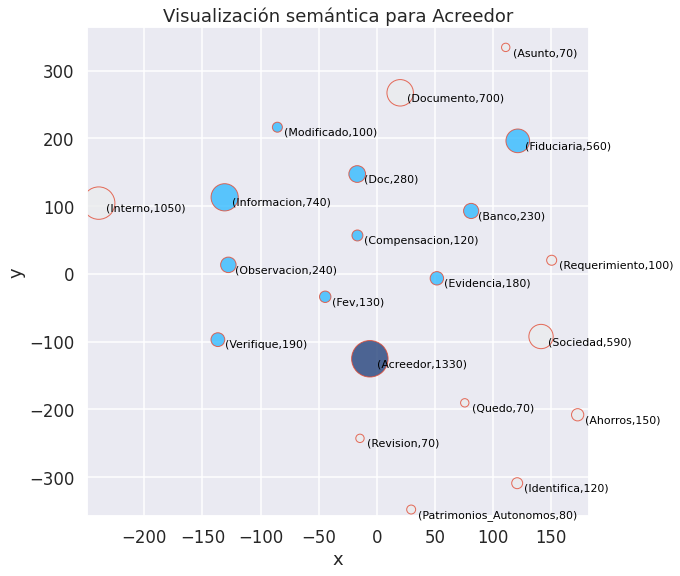 Visualización semántica para Acreedor
(Asunto,70)
300
(Documento,700)
(Modificado,100)
200
(Fiduciaria,560)
(Doc,280)
(Informacion,740)
(Interno,1050)
100
(Banco,230)
(Compensacion,120)
y
0
(Observacion,240)
(Requerimiento,100)
(Evidencia,180)
(Fev,130)
−100
(Verifique,190)
(Sociedad,590)
(Acreedor,1330)
−200
(Quedo,70)
(Ahorros,150)
(Revision,70)
−300
(Identifica,120)
(Patrimonios_Autonomos,80)
−200 −150 −100 −50 0 50 100 150
x